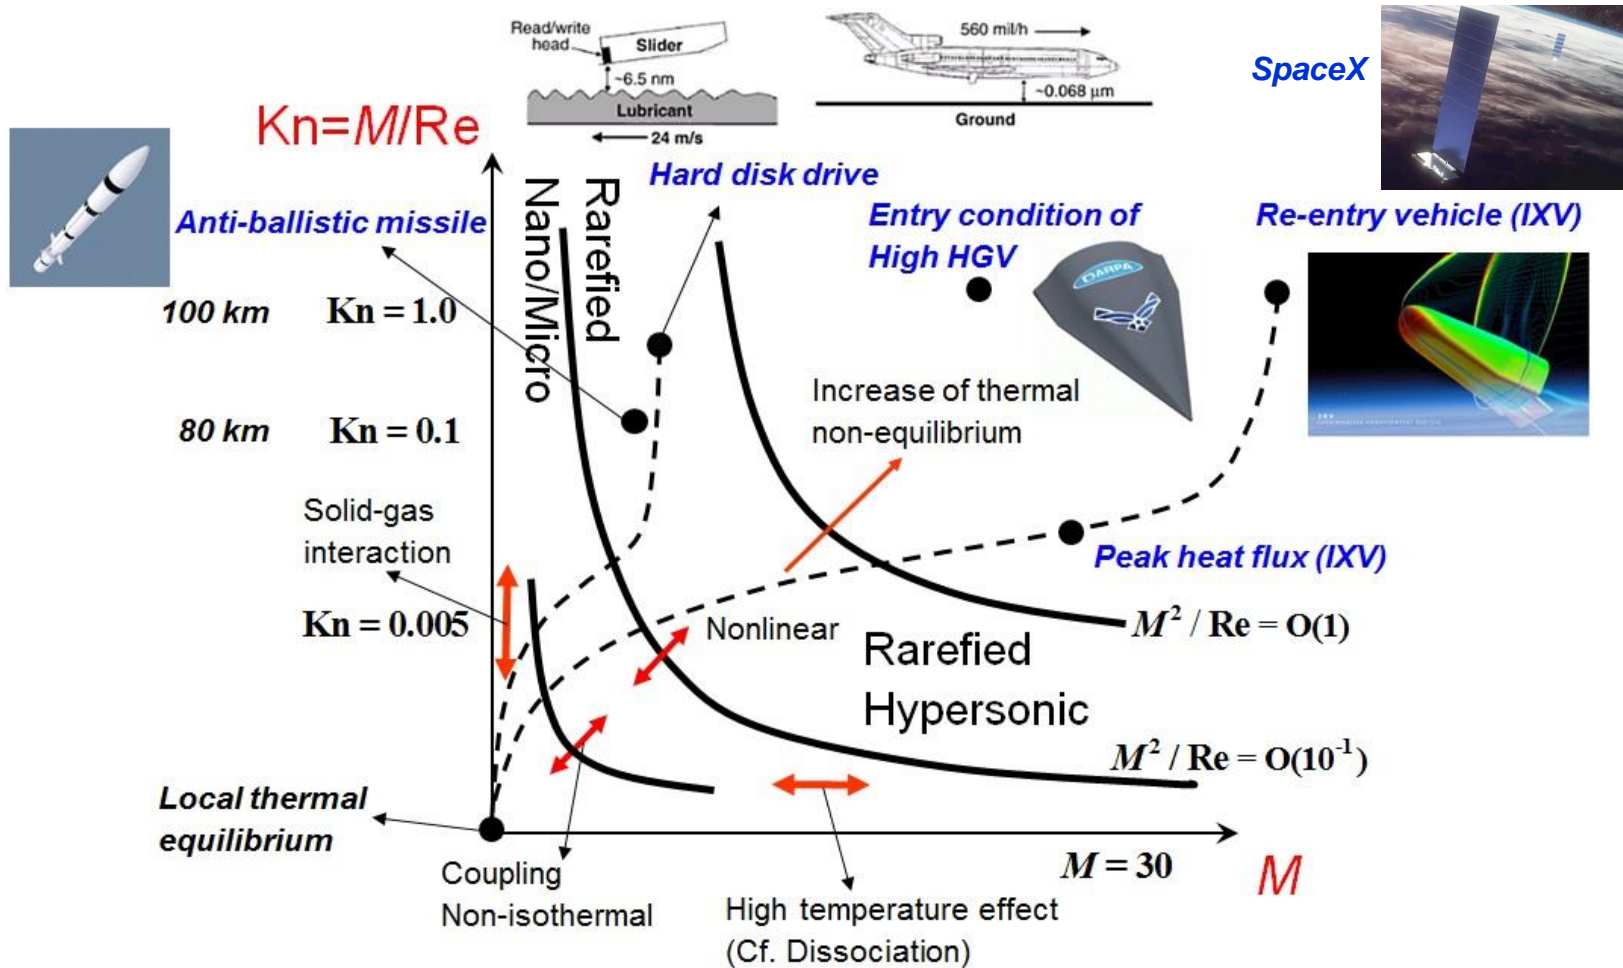 Read/write
head
Slider
~6.5 nm
Lubricant
24 m/s
560 mil/h
~0.068 μm
Ground
SpaceX
Kn=M/Re
Hard disk drive
Anti-ballistic missile
Rarefied
Nano/Micro
Entry condition of
High HGV
DARPA
Re-entry vehicle (IXV)
100 km
Kn = 1.0
80 km
Kn = 0.1
Increase of thermal
non-equilibrium
Solid-gas
interaction
Kn = 0.005
Peak heat flux (IXV)
M² / Re = O(1)
Nonlinear
Rarefied
Hypersonic
M² / Re = O(10⁻¹)
Local thermal
equilibrium
M = 30
M
Coupling
Non-isothermal
High temperature effect
(Cf. Dissociation)